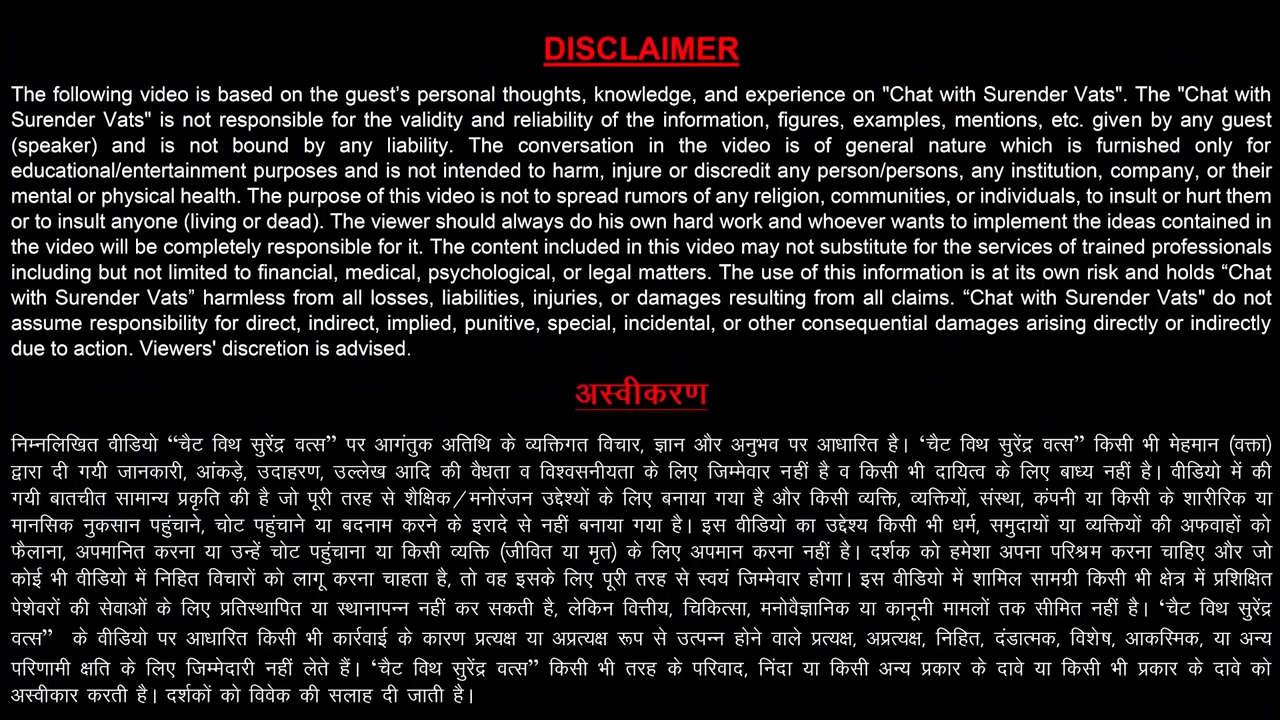 DISCLAIMER
The following video is based on the guest’s personal thoughts, knowledge, and experience on "Chat with Surender Vats". The "Chat with
Surender Vats" is not responsible for the validity and reliability of the information, figures, examples, mentions, etc. given by any guest
(speaker) and is not bound by any liability. The conversation in the video is of general nature which is furnished only for
educational/entertainment purposes and is not intended to harm, injure or discredit any person/persons, any institution, company, or their
mental or physical health. The purpose of this video is not to spread rumors of any religion, communities, or individuals, to insult or hurt them
or to insult anyone (living or dead). The viewer should always do his own hard work and whoever wants to implement the ideas contained in
the video will be completely responsible for it. The content included in this video may not substitute for the services of trained professionals
including but not limited to financial, medical, psychological, or legal matters. The use of this information is at its own risk and holds “Chat
with Surender Vats” harmless from all losses, liabilities, injuries, or damages resulting from all claims. “Chat with Surender Vats" do not
assume responsibility for direct, indirect, implied, punitive, special, incidental, or other consequential damages arising directly or indirectly
due to action. Viewers' discretion is advised.
अस्वीकरण
निम्नलिखित वीडियो “चैट विथ सुरेंद्र वत्स” पर आगंतुक अतिथि के व्यक्तिगत विचार, ज्ञान और अनुभव पर आधारित है। ‘चैट विथ सुरेंद्र वत्स” किसी भी मेहमान (वक्ता)
द्वारा दी गयी जानकारी, आंकड़े, उदाहरण, उल्लेख आदि की वैधता व विश्वसनीयता के लिए जिम्मेवार नहीं है व किसी भी दायित्व के लिए बाध्य नहीं है। वीडियो में की
गयी बातचीत सामान्य प्रकृति की है जो पूरी तरह से शैक्षिक/मनोरंजन उद्देश्यों के लिए बनाया गया है और किसी व्यक्ति, व्यक्तियों, संस्था, कंपनी या किसी के शारीरिक या
मानसिक नुकसान पहुंचाने, चोट पहुंचाने या बदनाम करने के इरादे से नहीं बनाया गया है। इस वीडियो का उद्देश्य किसी भी धर्म, समुदायों या व्यक्तियों की अफवाहों को
फैलाना, अपमानित करना या उन्हें चोट पहुंचाना या किसी व्यक्ति (जीवित या मृत) के लिए अपमान करना नहीं है। दर्शक को हमेशा अपना परिश्रम करना चाहिए और जो
कोई भी वीडियो में निहित विचारों को लागू करना चाहता है, तो वह इसके लिए पूरी तरह से स्वयं जिम्मेवार होगा। इस वीडियो में शामिल सामग्री किसी भी क्षेत्र में प्रशिक्षित
पेशेवरों की सेवाओं के लिए प्रतिस्थापित या स्थानापन्न नहीं कर सकती है, लेकिन वित्तीय, चिकित्सा, मनोवैज्ञानिक या कानूनी मामलों तक सीमित नहीं है। ‘चैट विथ सुरेंद्र
वत्स” के वीडियो पर आधारित किसी भी कार्रवाई के कारण प्रत्यक्ष या अप्रत्यक्ष रूप से उत्पन्न होने वाले प्रत्यक्ष, अप्रत्यक्ष, निहित, दंडात्मक, विशेष, आकस्मिक, या अन्य
परिणामी क्षति के लिए जिम्मेदारी नहीं लेते हैं। ‘चैट विथ सुरेंद्र वत्स” किसी भी तरह के परिवाद, निंदा या किसी अन्य प्रकार के दावे या किसी भी प्रकार के दावे को
अस्वीकार करती है। दर्शकों को विवेक की सलाह दी जाती है।